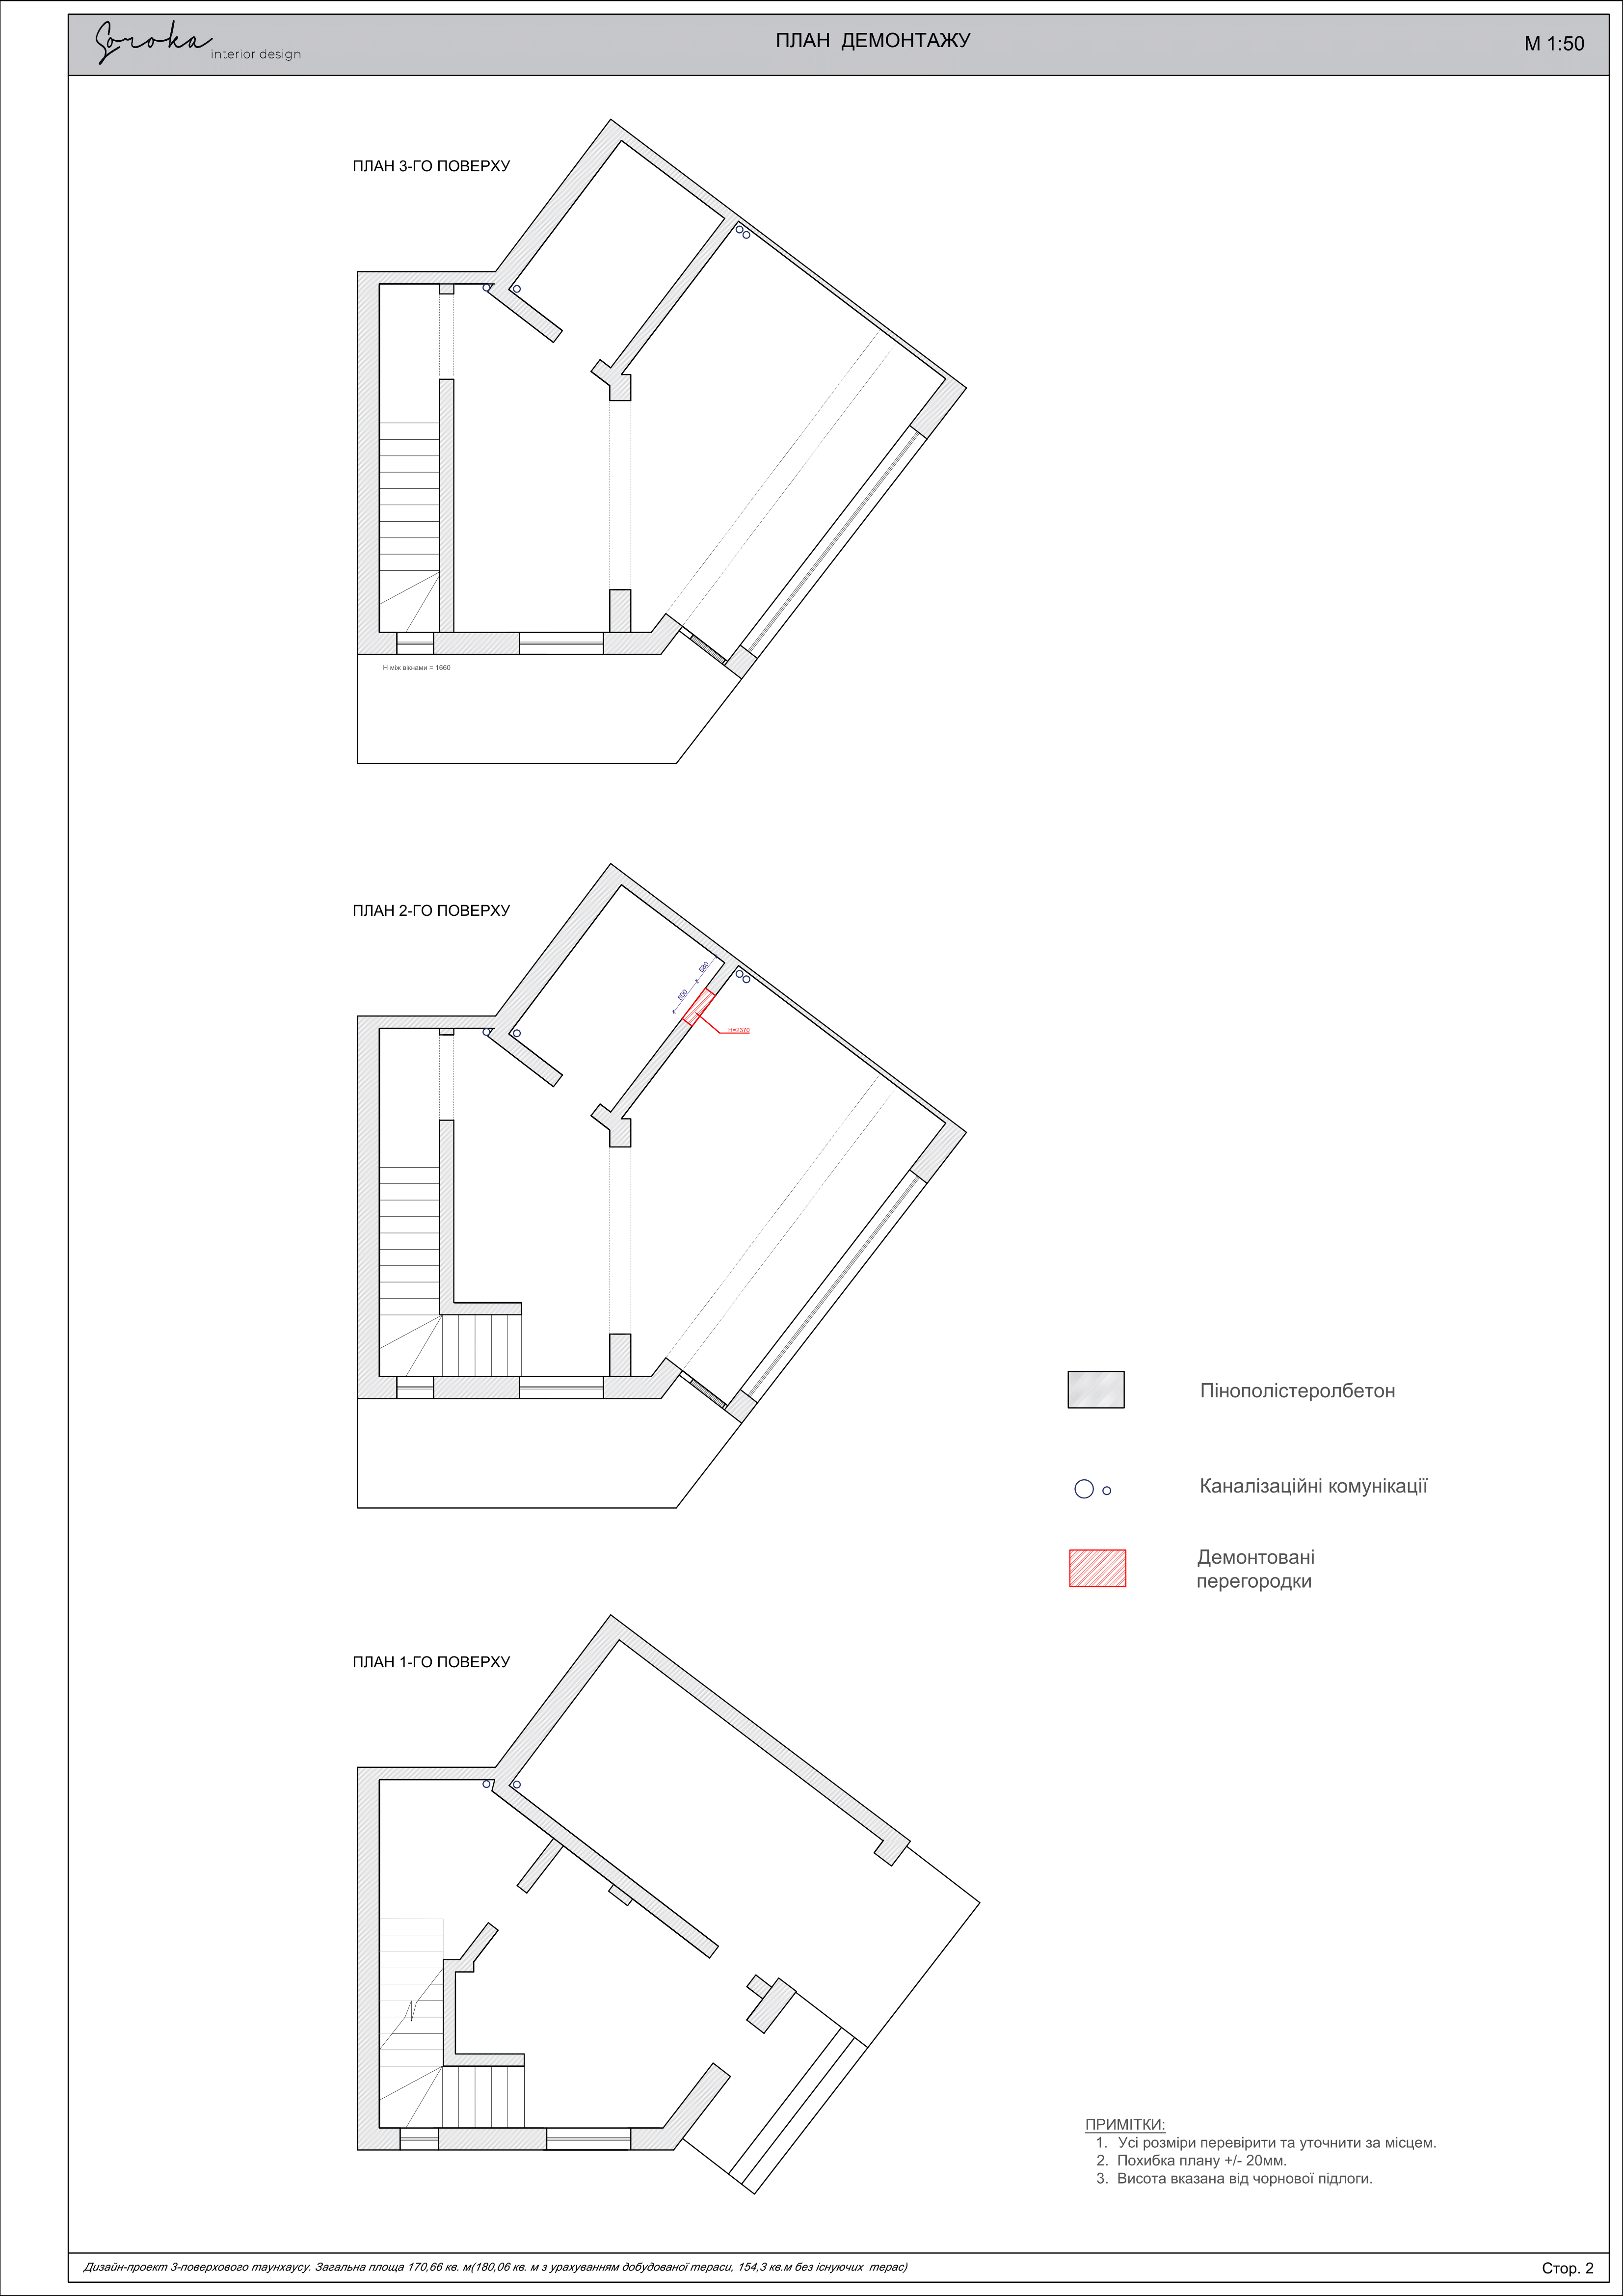 Soroka interior design
ПЛАН ДЕМОНТАЖУ
М 1:50
ПЛАН 3-ГО ПОВЕРХУ
Н між вікнами = 1660
ПЛАН 2-ГО ПОВЕРХУ
580
800
H=2370
Пінополістеролбетон
Каналізаційні комунікації
Демонтовані
перегородки
ПЛАН 1-ГО ПОВЕРХУ
ПРИМІТКИ:
1. Усі розміри перевірити та уточнити за місцем.
2. Похибка плану +/- 20мм.
3. Висота вказана від чорнової підлоги.
Дизайн-проект 3-поверхового таунхаусу. Загальна площа 170,66 кв. м(180,06 кв. м з урахуванням добудованої тераси, 154,3 кв.м без існуючих терас)
Стор. 2